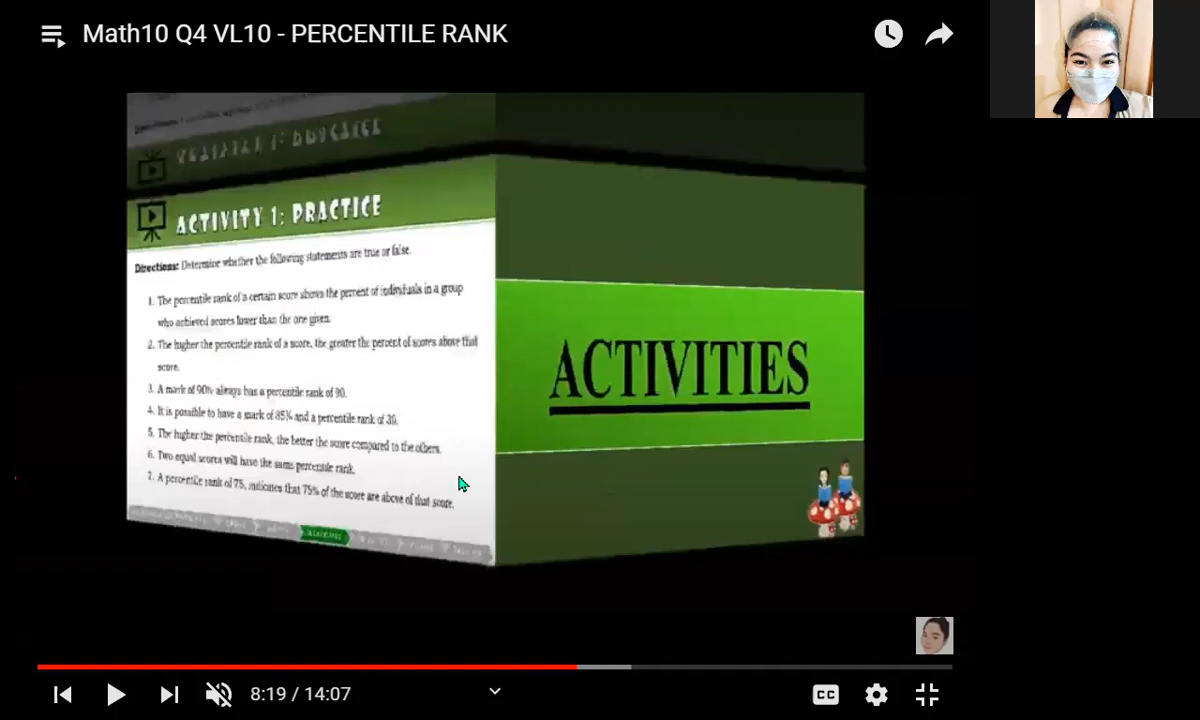 Math10 Q4 VL10 - PERCENTILE RANK
ACTIVITY 1: PRACTICE
Directions: Determine whether the following statements are true or false.
1. The percentile rank of a certain score shows the percent of individuals in a group
who achieved scores lower than the one given.
2. The higher the percentile rank of a score, the greater the percent of scores above that
score.
3. A mark of 90% always has a percentile rank of 90.
4. It is possible to have a mark of 85% and a percentile rank of 30.
5. The higher the percentile rank, the better the score compared to the others.
6. Two equal scores will have the same percentile rank.
7. A percentile rank of 75, indicates that 75% of the score are above of that score.
ACTIVITIES
8:19 / 14:07
CC